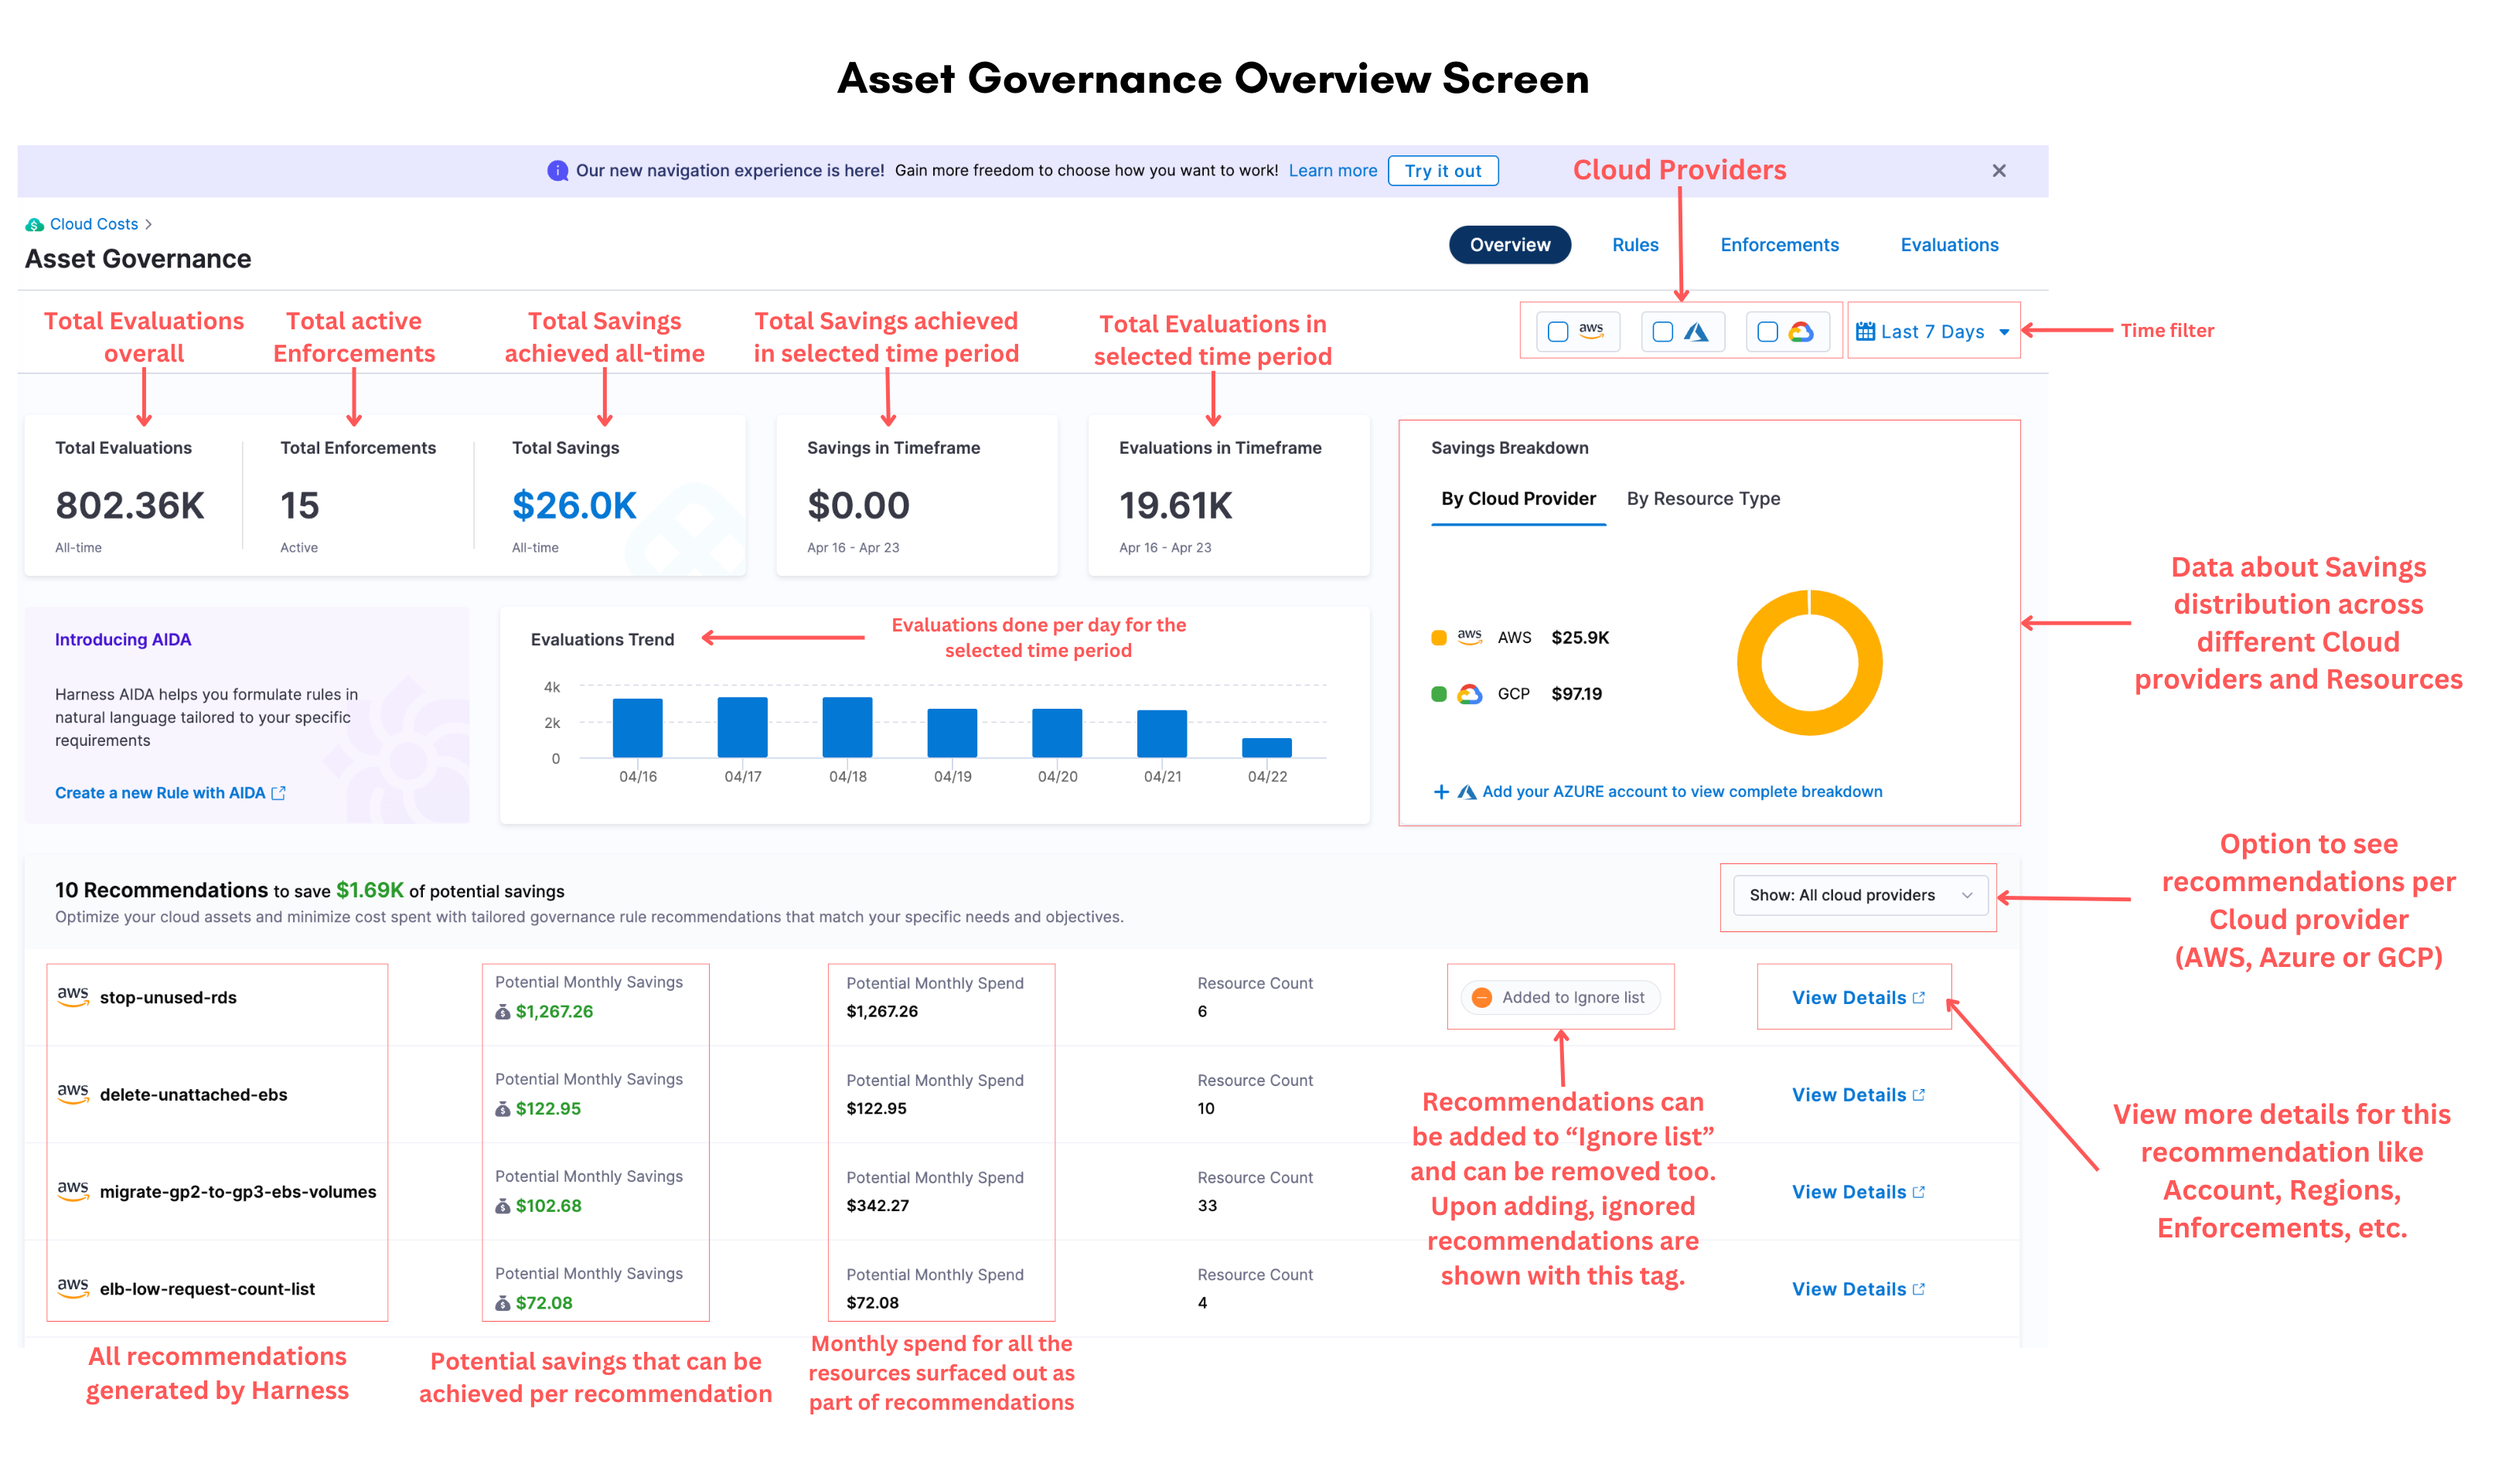 Asset Governance Overview Screen
Our new navigation experience is here! Gain more freedom to choose how you want to work! Learn more Try it out
Cloud Providers
Cloud Costs
Asset Governance
Overview Rules Enforcements Evaluations
Total Evaluations
overall
Total active
Enforcements
Total Savings
achieved all-time
Total Savings achieved
in selected time period
Total Evaluations in
selected time period
aws
Last 7 Days
Time filter
Total Evaluations
802.36K
All-time
Total Enforcements
15
Active
Total Savings
$26.0K
All-time
Savings in Timeframe
$0.00
Apr 16 - Apr 23
Evaluations in Timeframe
19.61K
Apr 16 - Apr 23
Savings Breakdown
By Cloud Provider By Resource Type
aws AWS $25.9K
GCP $97.19
Add your AZURE account to view complete breakdown
Data about Savings
distribution across
different Cloud
providers and Resources
Introducing AIDA
Harness AIDA helps you formulate rules in
natural language tailored to your specific
requirements
Create a new Rule with AIDA
Evaluations Trend
Evaluations done per day for the
selected time period
4k
2k
0
04/16 04/17 04/18 04/19 04/20 04/21 04/22
10 Recommendations to save $1.69K of potential savings
Optimize your cloud assets and minimize cost spent with tailored governance rule recommendations that match your specific needs and objectives.
Show: All cloud providers
Option to see
recommendations per
Cloud provider
(AWS, Azure or GCP)
aws stop-unused-rds
Potential Monthly Savings
$1,267.26
Potential Monthly Spend
$1,267.26
Resource Count
6
Added to Ignore list
View Details
aws delete-unattached-ebs
Potential Monthly Savings
$122.95
Potential Monthly Spend
$122.95
Resource Count
10
View Details
aws migrate-gp2-to-gp3-ebs-volumes
Potential Monthly Savings
$102.68
Potential Monthly Spend
$342.27
Resource Count
33
View Details
aws elb-low-request-count-list
Potential Monthly Savings
$72.08
Potential Monthly Spend
$72.08
Resource Count
4
View Details
Recommendations can
be added to “Ignore list”
and can be removed too.
Upon adding, ignored
recommendations are
shown with this tag.
View more details for this
recommendation like
Account, Regions,
Enforcements, etc.
All recommendations
generated by Harness
Potential savings that can be
achieved per recommendation
Monthly spend for all the
resources surfaced out as
part of recommendations